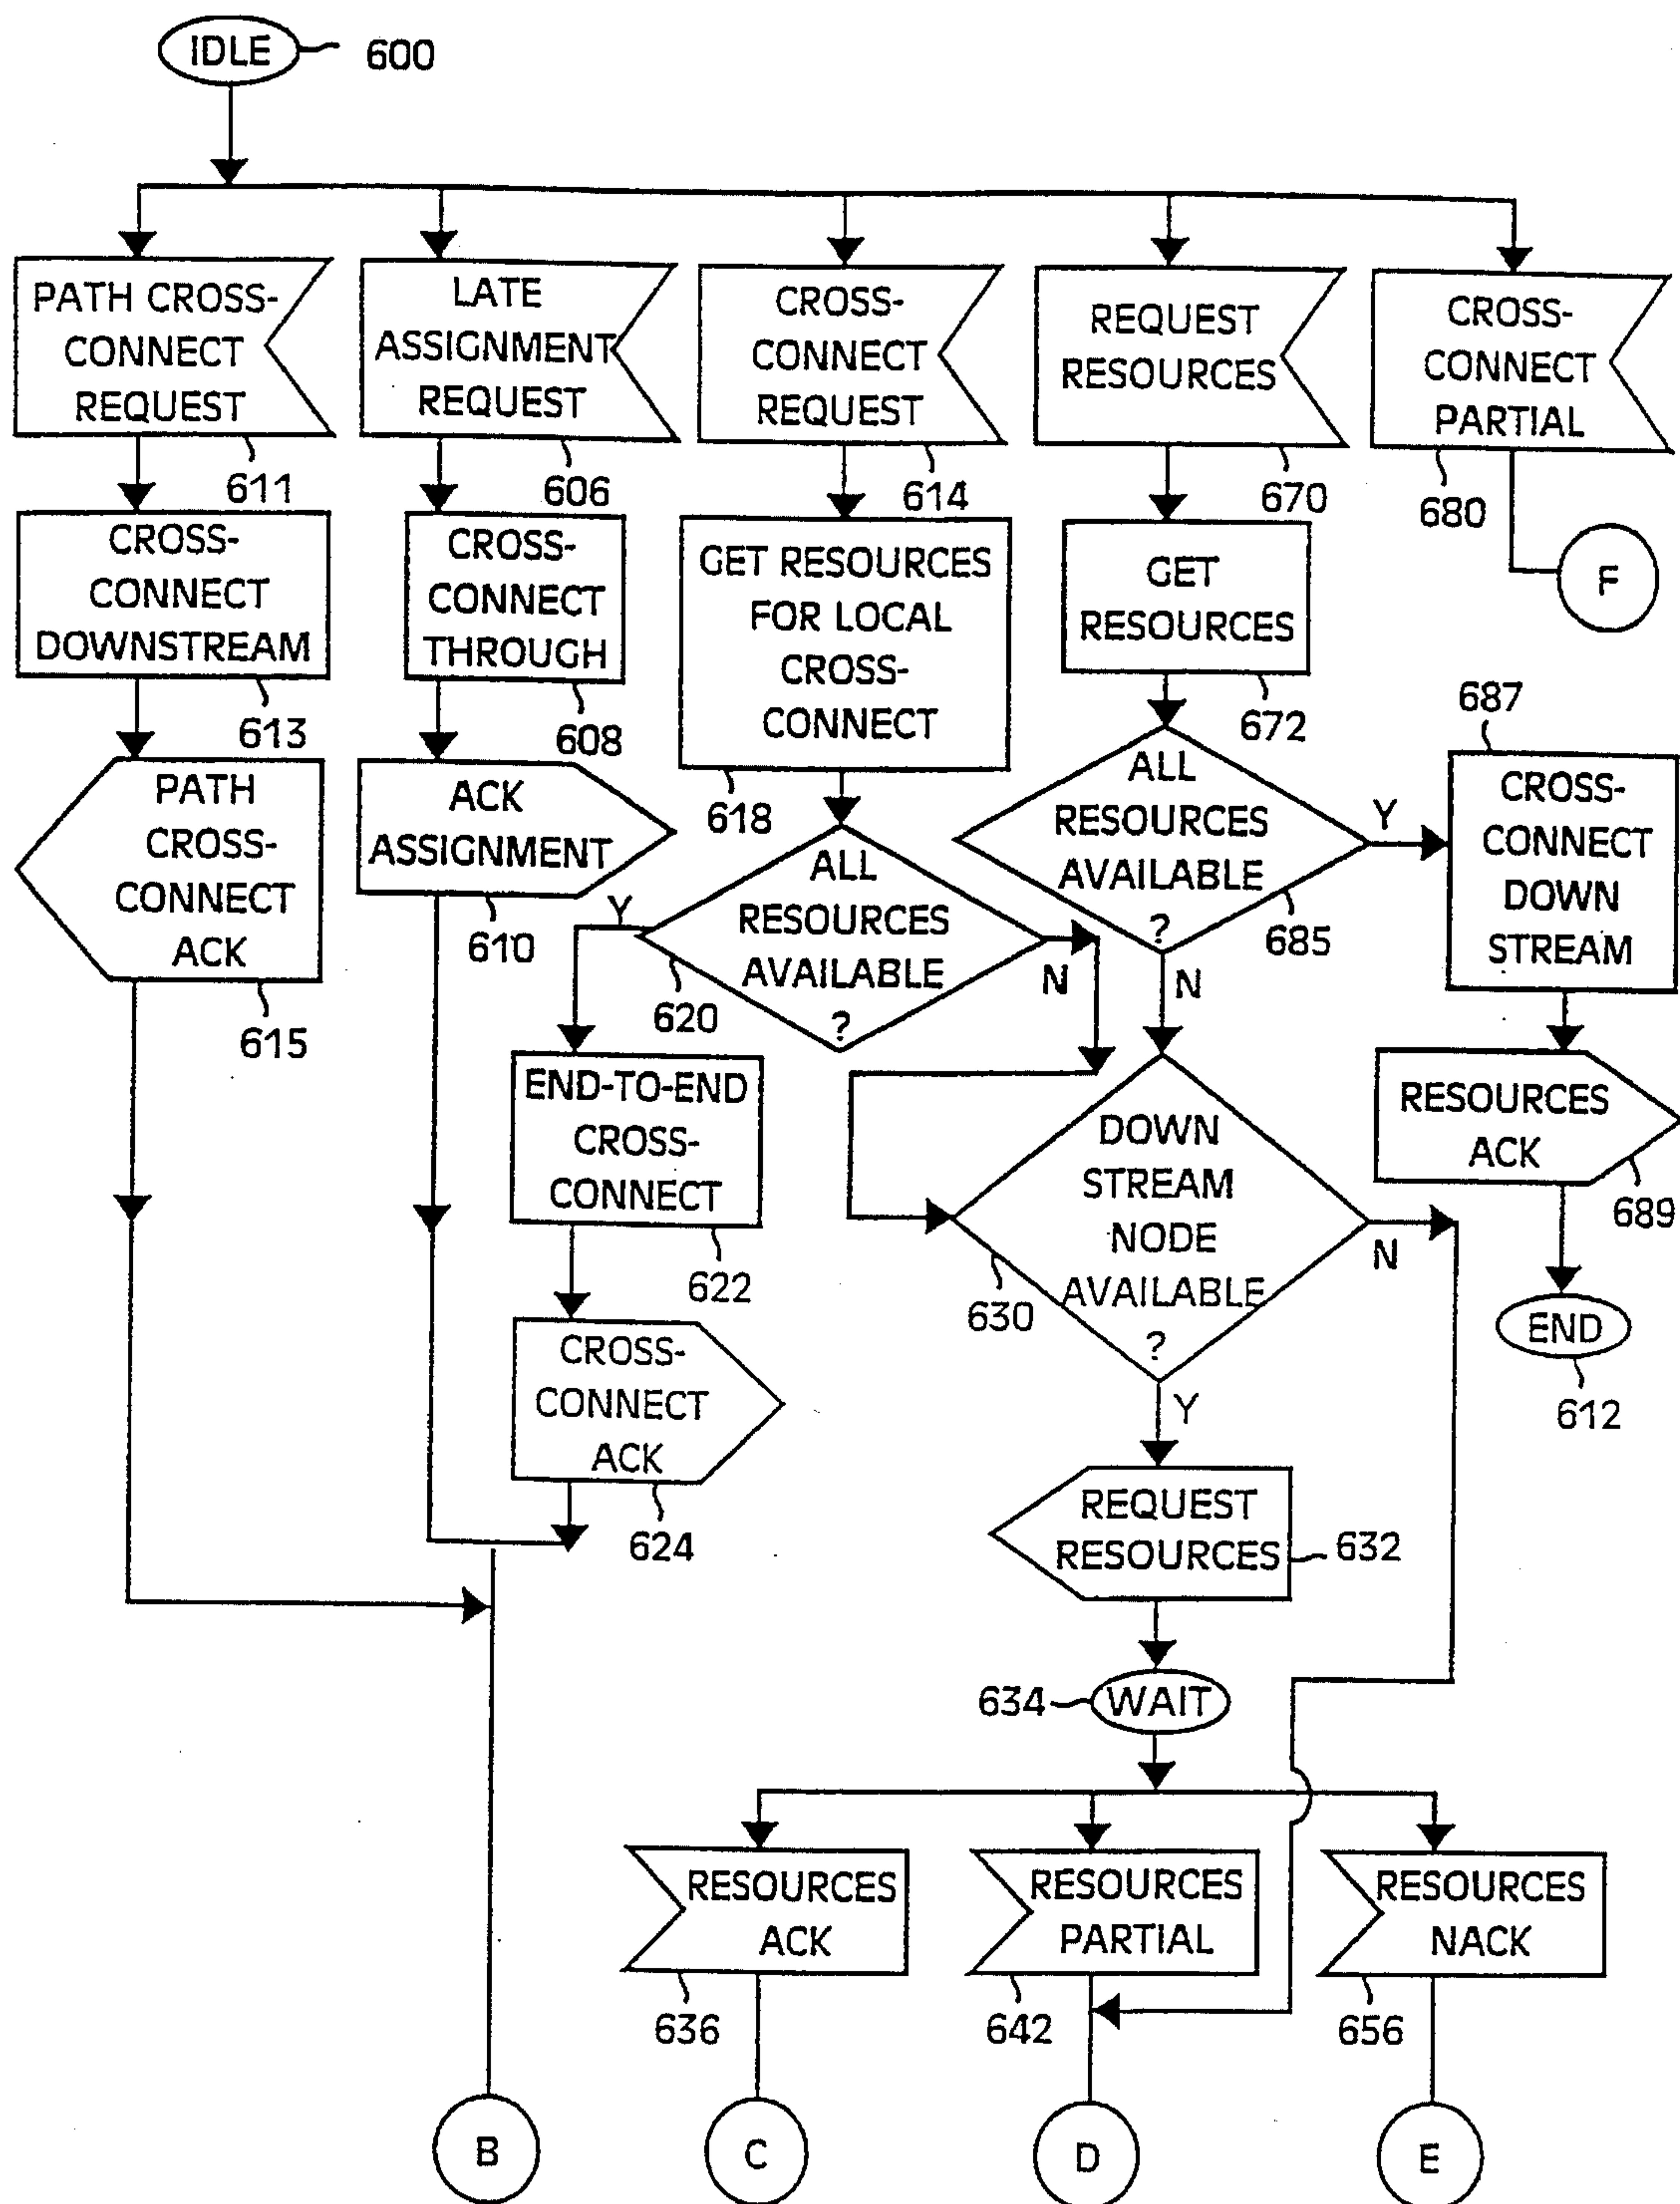 IDLE
600
PATH CROSS-
CONNECT
REQUEST
611
LATE
ASSIGNMENT
REQUEST
606
CROSS-
CONNECT
REQUEST
614
REQUEST
RESOURCES
670
CROSS-
CONNECT
PARTIAL
680
F
CROSS-
CONNECT
DOWNSTREAM
613
CROSS-
CONNECT
THROUGH
608
GET RESOURCES
FOR LOCAL
CROSS-
CONNECT
618
GET
RESOURCES
672
687
CROSS-
CONNECT
DOWN
STREAM
PATH
CROSS-
CONNECT
ACK
615
ACK
ASSIGNMENT
610
ALL
RESOURCES
AVAILABLE
?
620
Y
N
ALL
RESOURCES
AVAILABLE
?
685
Y
N
END-TO-END
CROSS-
CONNECT
622
DOWN
STREAM
NODE
AVAILABLE
?
630
N
Y
RESOURCES
ACK
689
END
612
CROSS-
CONNECT
ACK
624
REQUEST
RESOURCES
632
634
WAIT
RESOURCES
ACK
636
RESOURCES
PARTIAL
642
RESOURCES
NACK
656
B
C
D
E